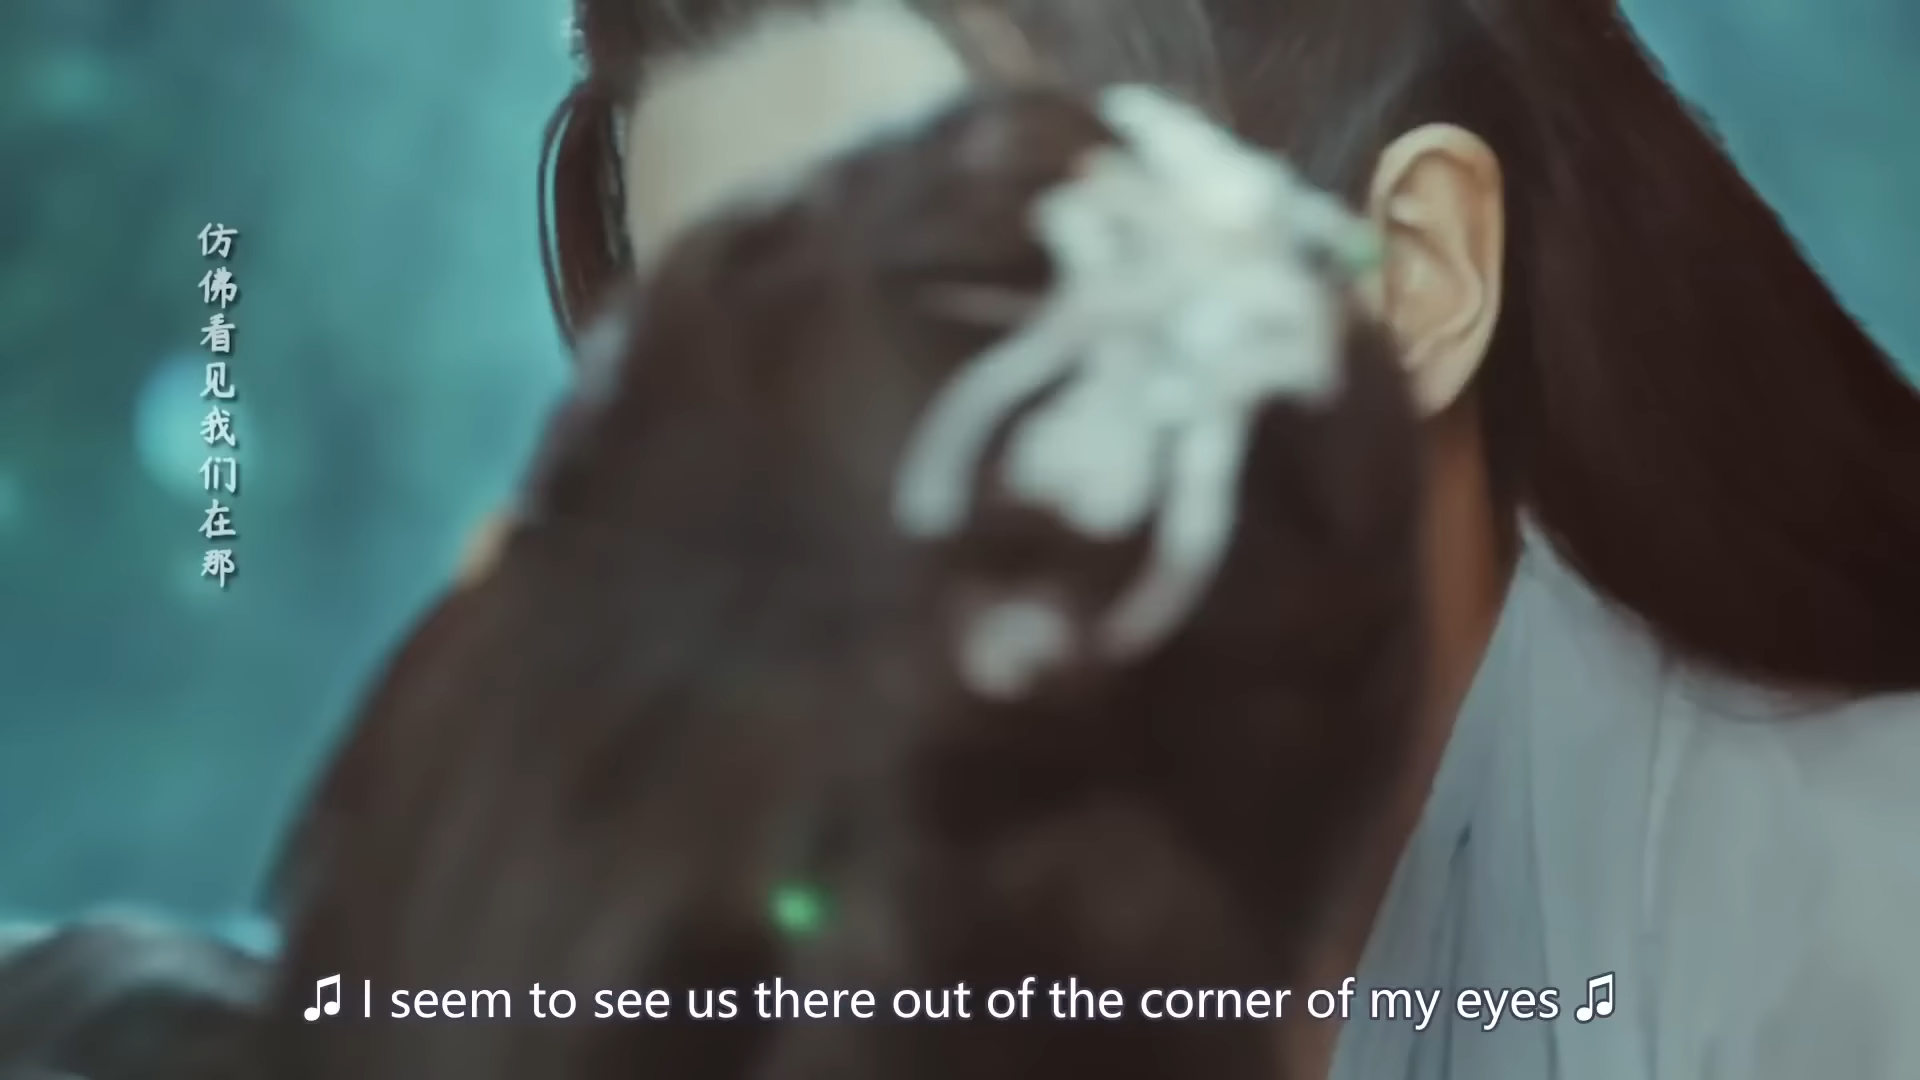 仿佛看见我们在那
♫ I seem to see us there out of the corner of my eyes ♫